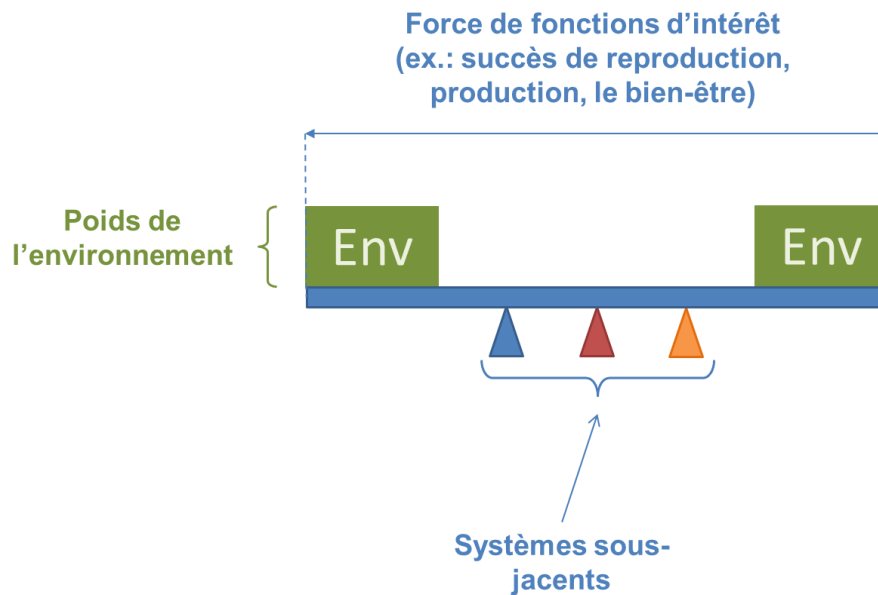 Force de fonctions d’intérêt
(ex.: succès de reproduction,
production, le bien-être)
Poids de
l’environnement
Env
Env
Systèmes sous-
jacents